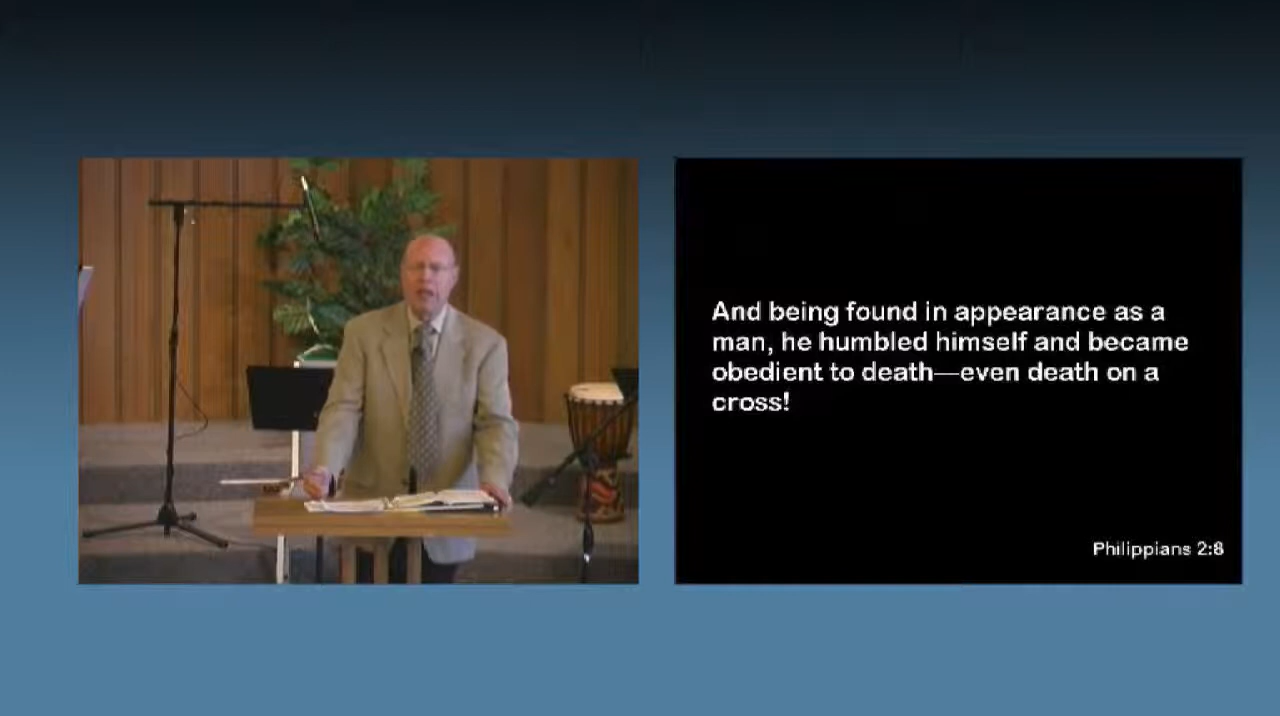 And being found in appearance as a
man, he humbled himself and became
obedient to death—even death on a
cross!
Philippians 2:8